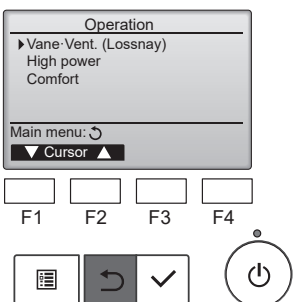 Operation
Vane·Vent. (Lossnay)
High power
Comfort
Main menu:
Cursor
F1 F2 F3 F4